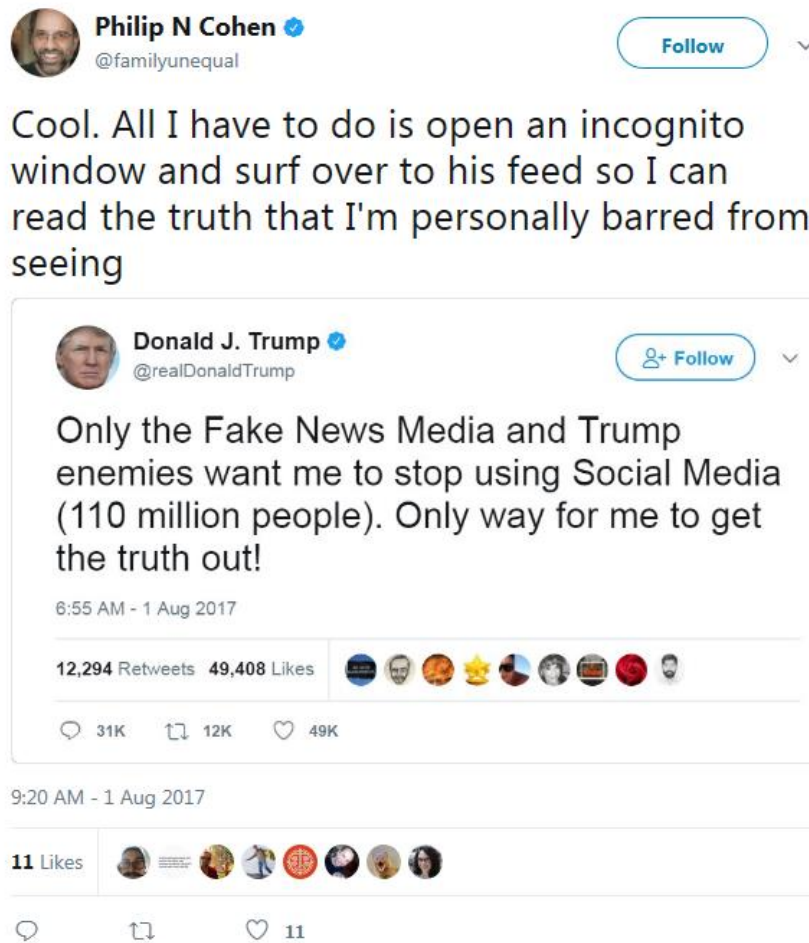 Philip N Cohen
@familyunequal
Follow
Cool. All I have to do is open an incognito
window and surf over to his feed so I can
read the truth that I'm personally barred from
seeing
Donald J. Trump
@realDonaldTrump
Follow
Only the Fake News Media and Trump
enemies want me to stop using Social Media
(110 million people). Only way for me to get
the truth out!
6:55 AM - 1 Aug 2017
12,294 Retweets 49,408 Likes
31K 12K 49K
9:20 AM - 1 Aug 2017
11 Likes
11